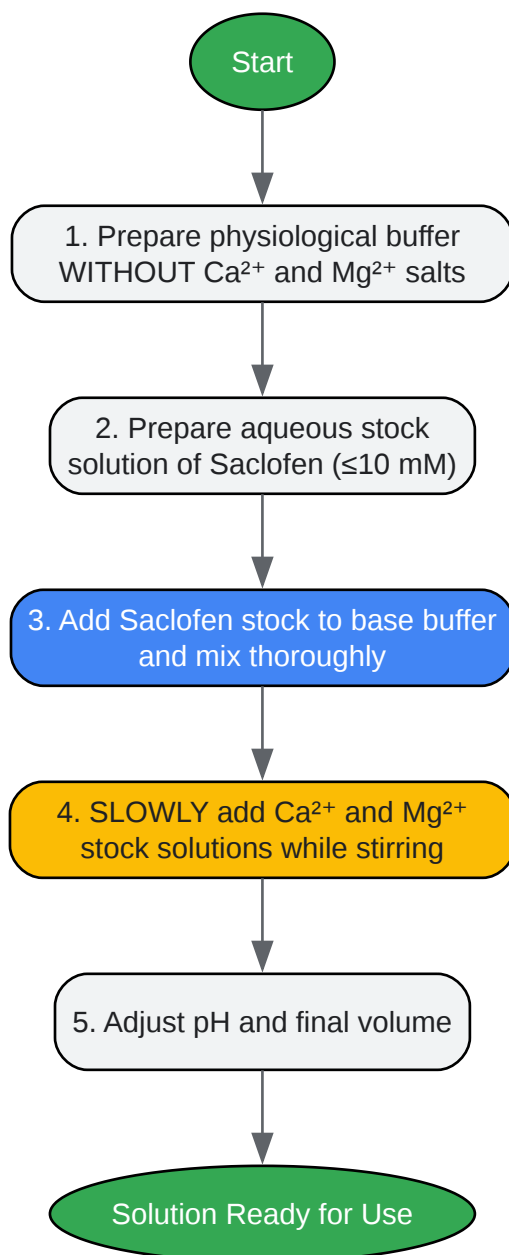 Start
1. Prepare physiological buffer
WITHOUT Ca²⁺ and Mg²⁺ salts
2. Prepare aqueous stock
solution of Saclofen (≤10 mM)
3. Add Saclofen stock to base buffer
and mix thoroughly
4. SLOWLY add Ca²⁺ and Mg²⁺
stock solutions while stirring
5. Adjust pH and final volume
Solution Ready for Use